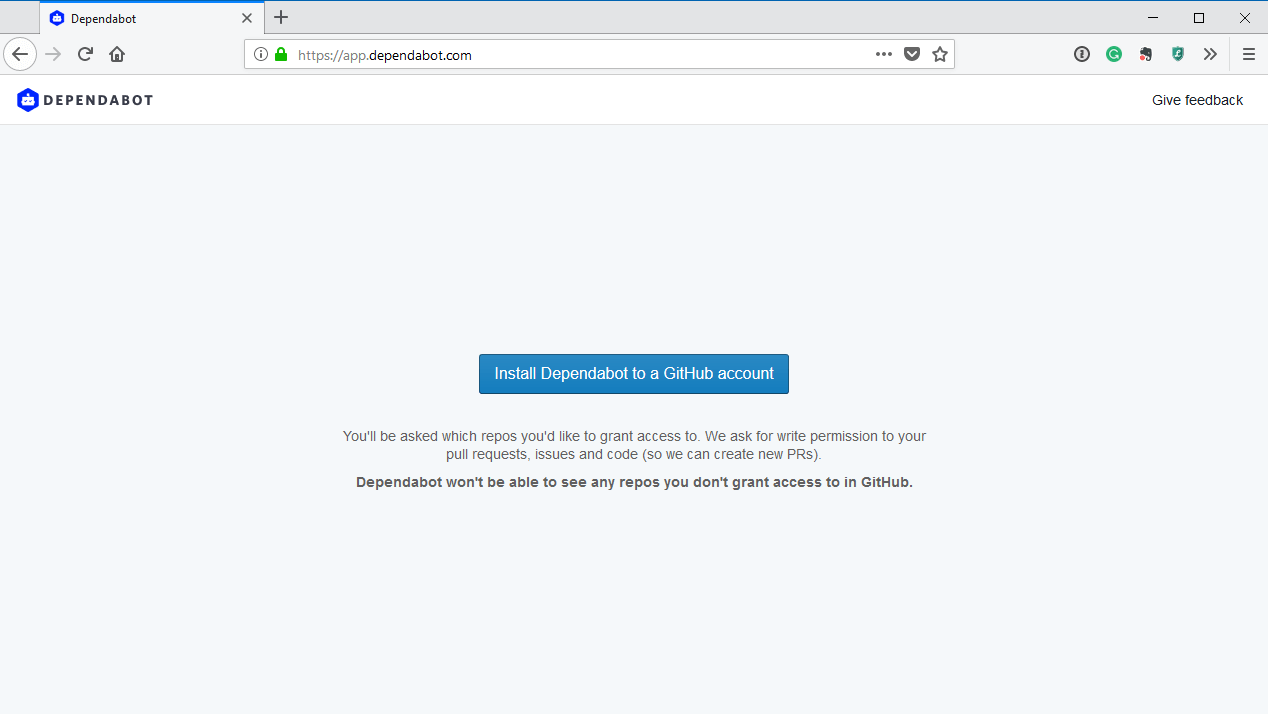 Dependabot
https://app.dependabot.com
DEPENDABOT
Give feedback
Install Dependabot to a GitHub account
You'll be asked which repos you'd like to grant access to. We ask for write permission to your
pull requests, issues and code (so we can create new PRs).
Dependabot won't be able to see any repos you don't grant access to in GitHub.